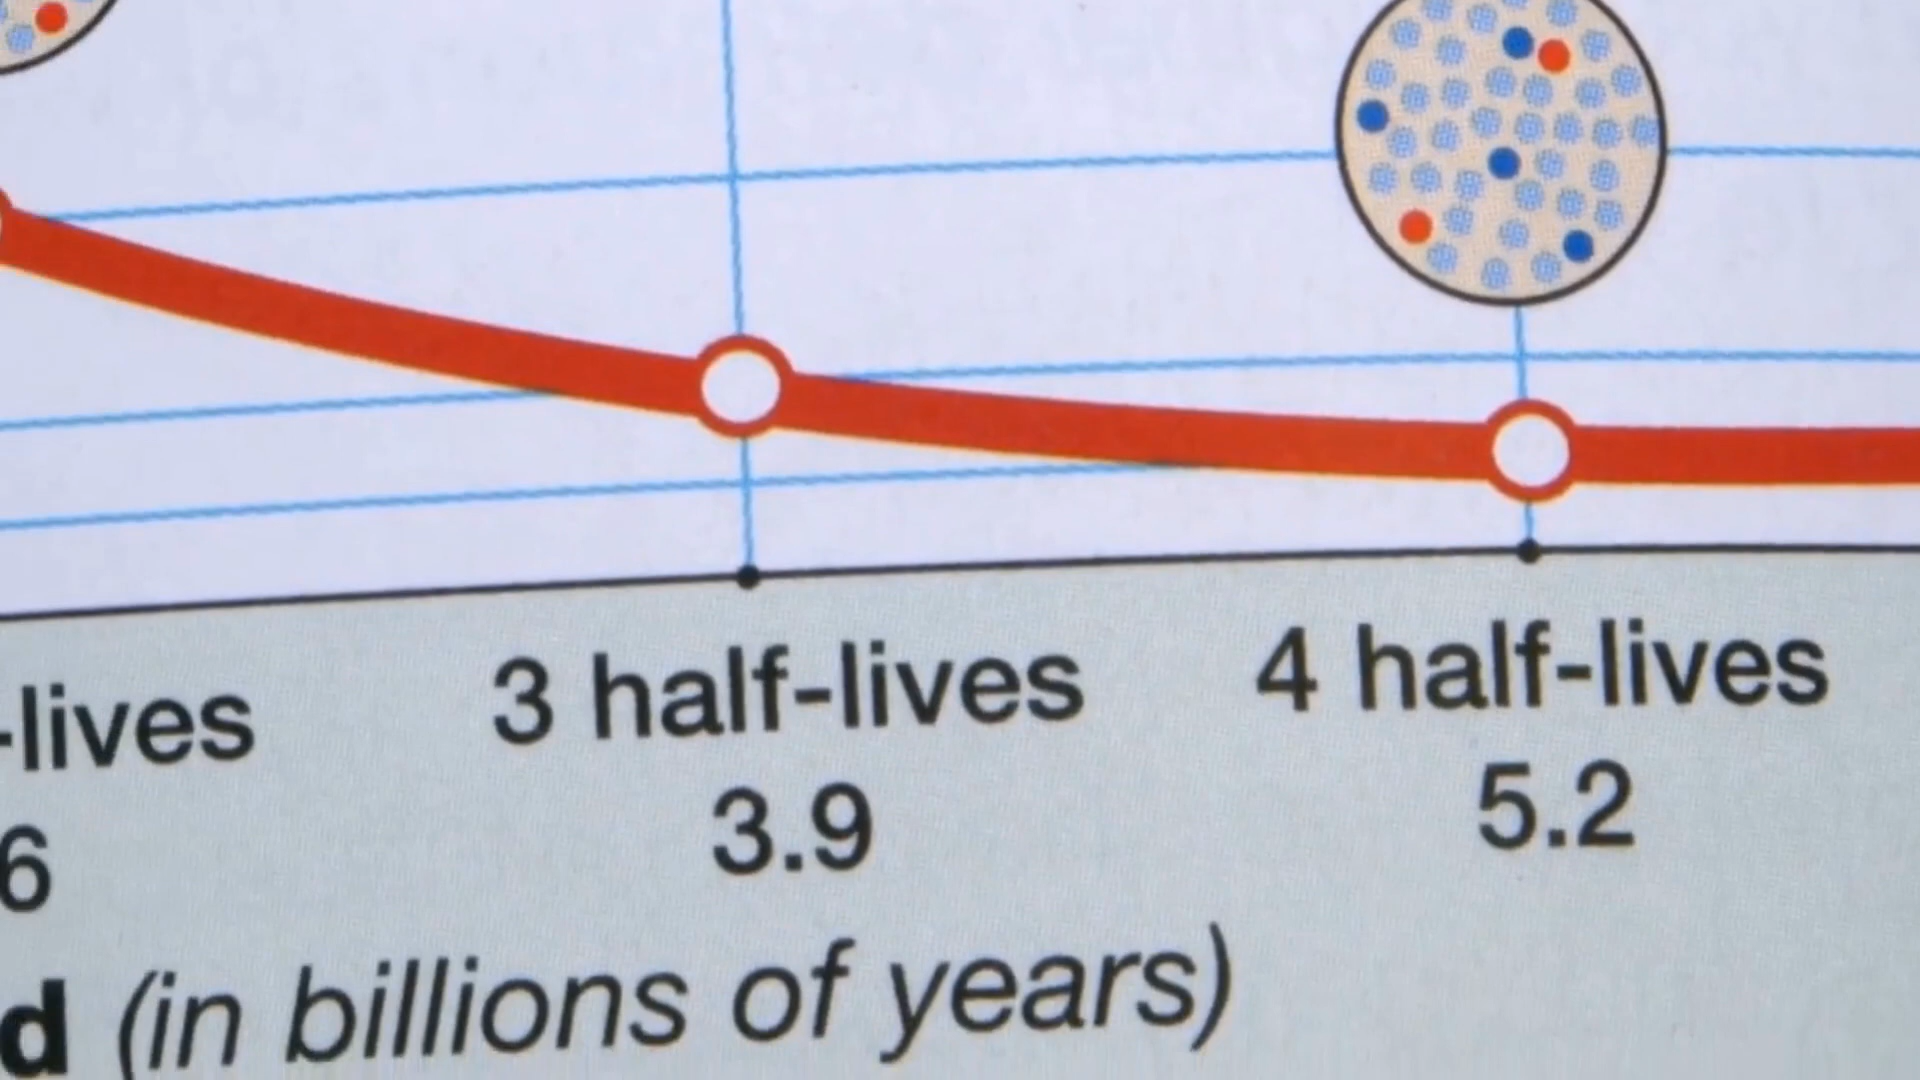 -lives 3 half-lives 4 half-lives
6 3.9 5.2
d (in billions of years)